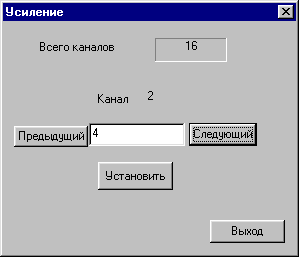 Усиление
Всего каналов 16
Канал 2
Предыдущий 4 Следующий
Установить
Выход